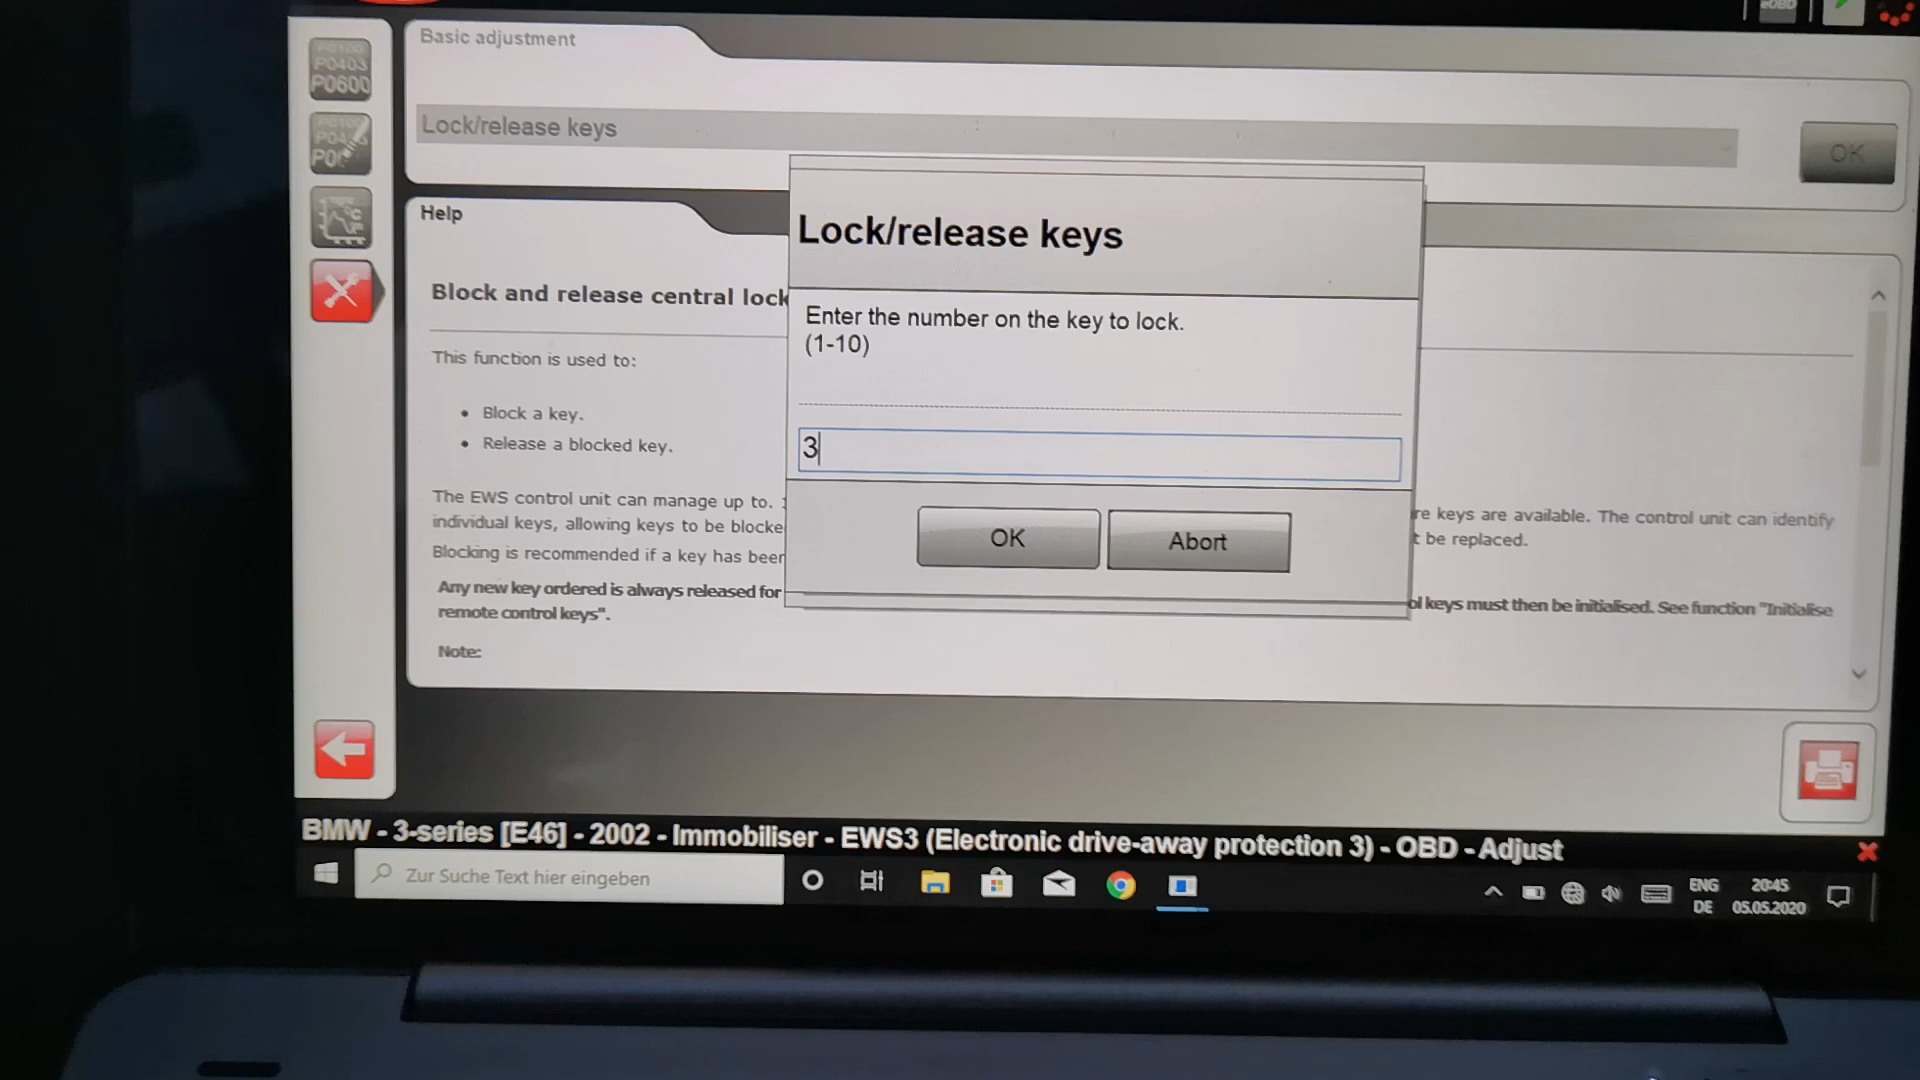 eOBD
P0100
P0403
P0600
Basic adjustment
Lock/release keys
OK
Help
Block and release central lock
This function is used to:
Block a key.
Release a blocked key.
The EWS control unit can manage up to.
re keys are available. The control unit can identify
individual keys, allowing keys to be blocke
t be replaced.
Blocking is recommended if a key has been
Any new key ordered is always released for
ol keys must then be initialised. See function "Initialise
remote control keys".
Note:
Lock/release keys
Enter the number on the key to lock.
(1-10)
3
OK Abort
BMW - 3-series [E46] - 2002 - Immobiliser - EWS3 (Electronic drive-away protection 3) - OBD - Adjust
Zur Suche Text hier eingeben
ENG
DE
20:45
05.05.2020